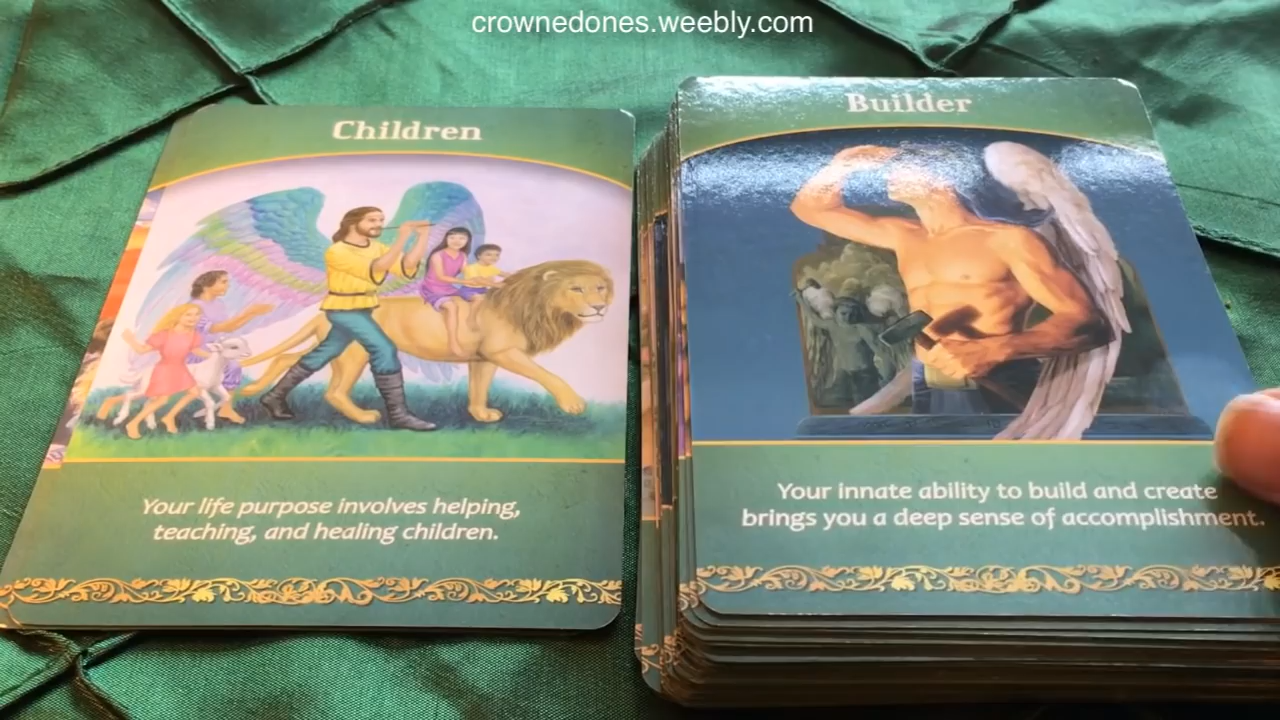 crownedones.weebly.com
Children
Your life purpose involves helping,
teaching, and healing children.
Builder
Your innate ability to build and create
brings you a deep sense of accomplishment.